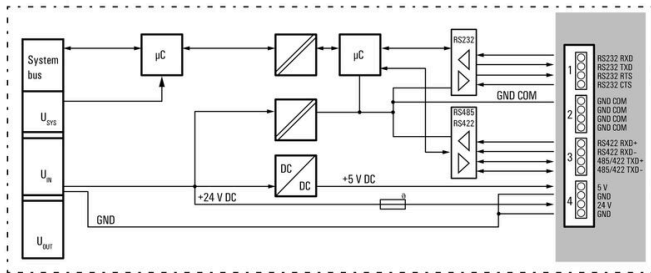 System
bus
U SYS
U IN
U OUT
µC
µC
DC
DC
+5 V DC
+24 V DC
GND
ϑ
RS232
RS485
RS422
GND COM
1
RS232 RXD
RS232 TXD
RS232 RTS
RS232 CTS
2
GND COM
GND COM
GND COM
GND COM
3
RS422 RXD+
RS422 RXD-
485/422 TXD+
485/422 TXD-
4
5 V
GND
24 V
GND